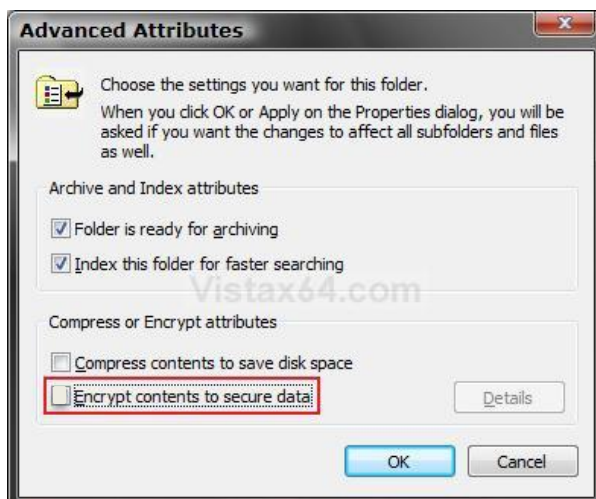 Advanced Attributes
Choose the settings you want for this folder.
When you click OK or Apply on the Properties dialog, you will be
asked if you want the changes to affect all subfolders and files
as well.
Archive and Index attributes
Folder is ready for archiving
Index this folder for faster searching
Vistax64.com
Compress or Encrypt attributes
Compress contents to save disk space
Encrypt contents to secure data
Details
OK
Cancel